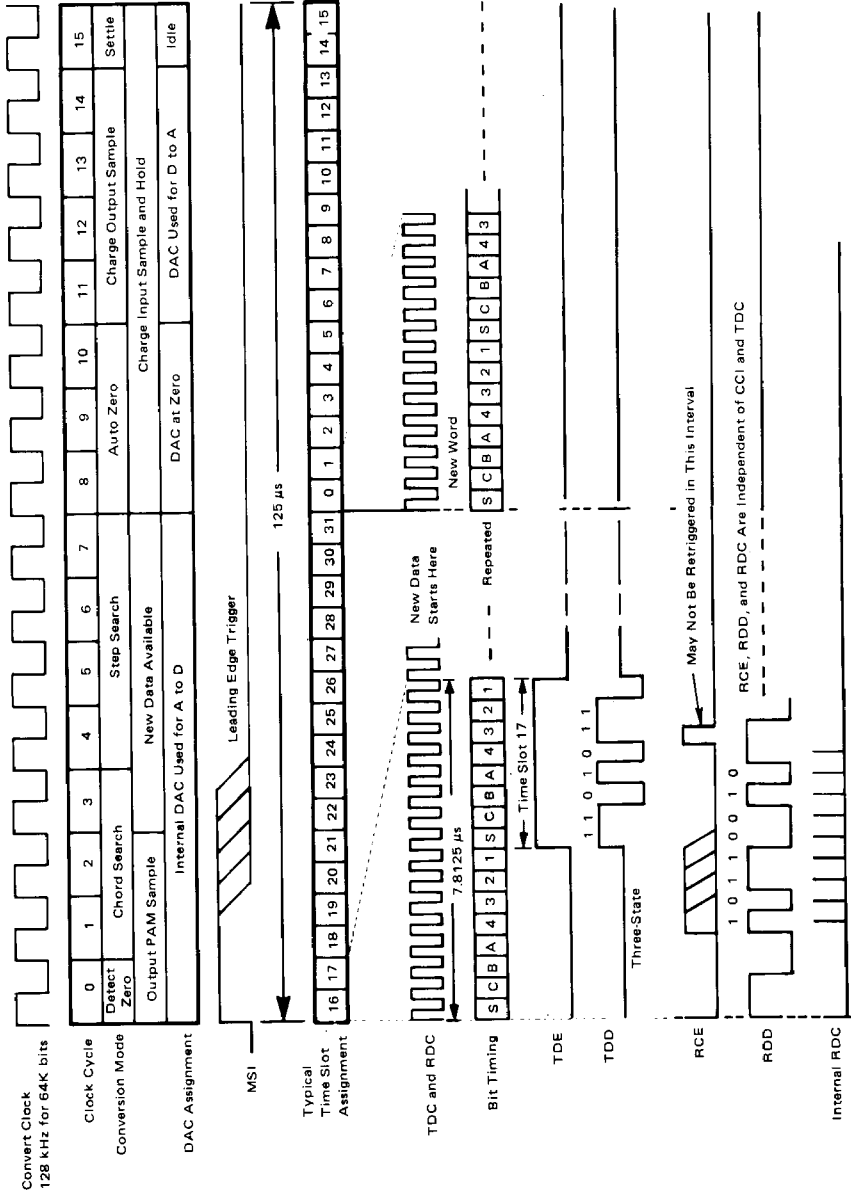 Convert Clock
128 kHz for 64K bits
Clock Cycle
0 1 2 3 4 5 6 7 8 9 10 11 12 13 14 15
Conversion Mode
Detect Zero
Chord Search
Step Search
Auto Zero
Charge Output Sample
Settle
Output PAM Sample
New Data Available
Charge Input Sample and Hold
DAC Assignment
Internal DAC Used for A to D
DAC at Zero
DAC Used for D to A
Idle
MSI
Leading Edge Trigger
125 µs
Typical
Time Slot
Assignment
16 17 18 19 20 21 22 23 24 25 26 27 28 29 30 31 0 1 2 3 4 5 6 7 8 9 10 11 12 13 14 15
TDC and RDC
New Data
Starts Here
New Word
7.8125 µs
Bit Timing
S C B A 4 3 2 1 S C B A 4 3 2 1
Repeated
S C B A 4 3 2 1 S C B A 4 3
TDE
Time Slot 17
TDD
Three-State
1 1 0 1 0 1 0 1 1
RCE
May Not Be Retriggered in This Interval
RDD
1 0 1 1 0 0 1 0
RCE, RDD, and RDC Are Independent of CCI and TDC
Internal RDC